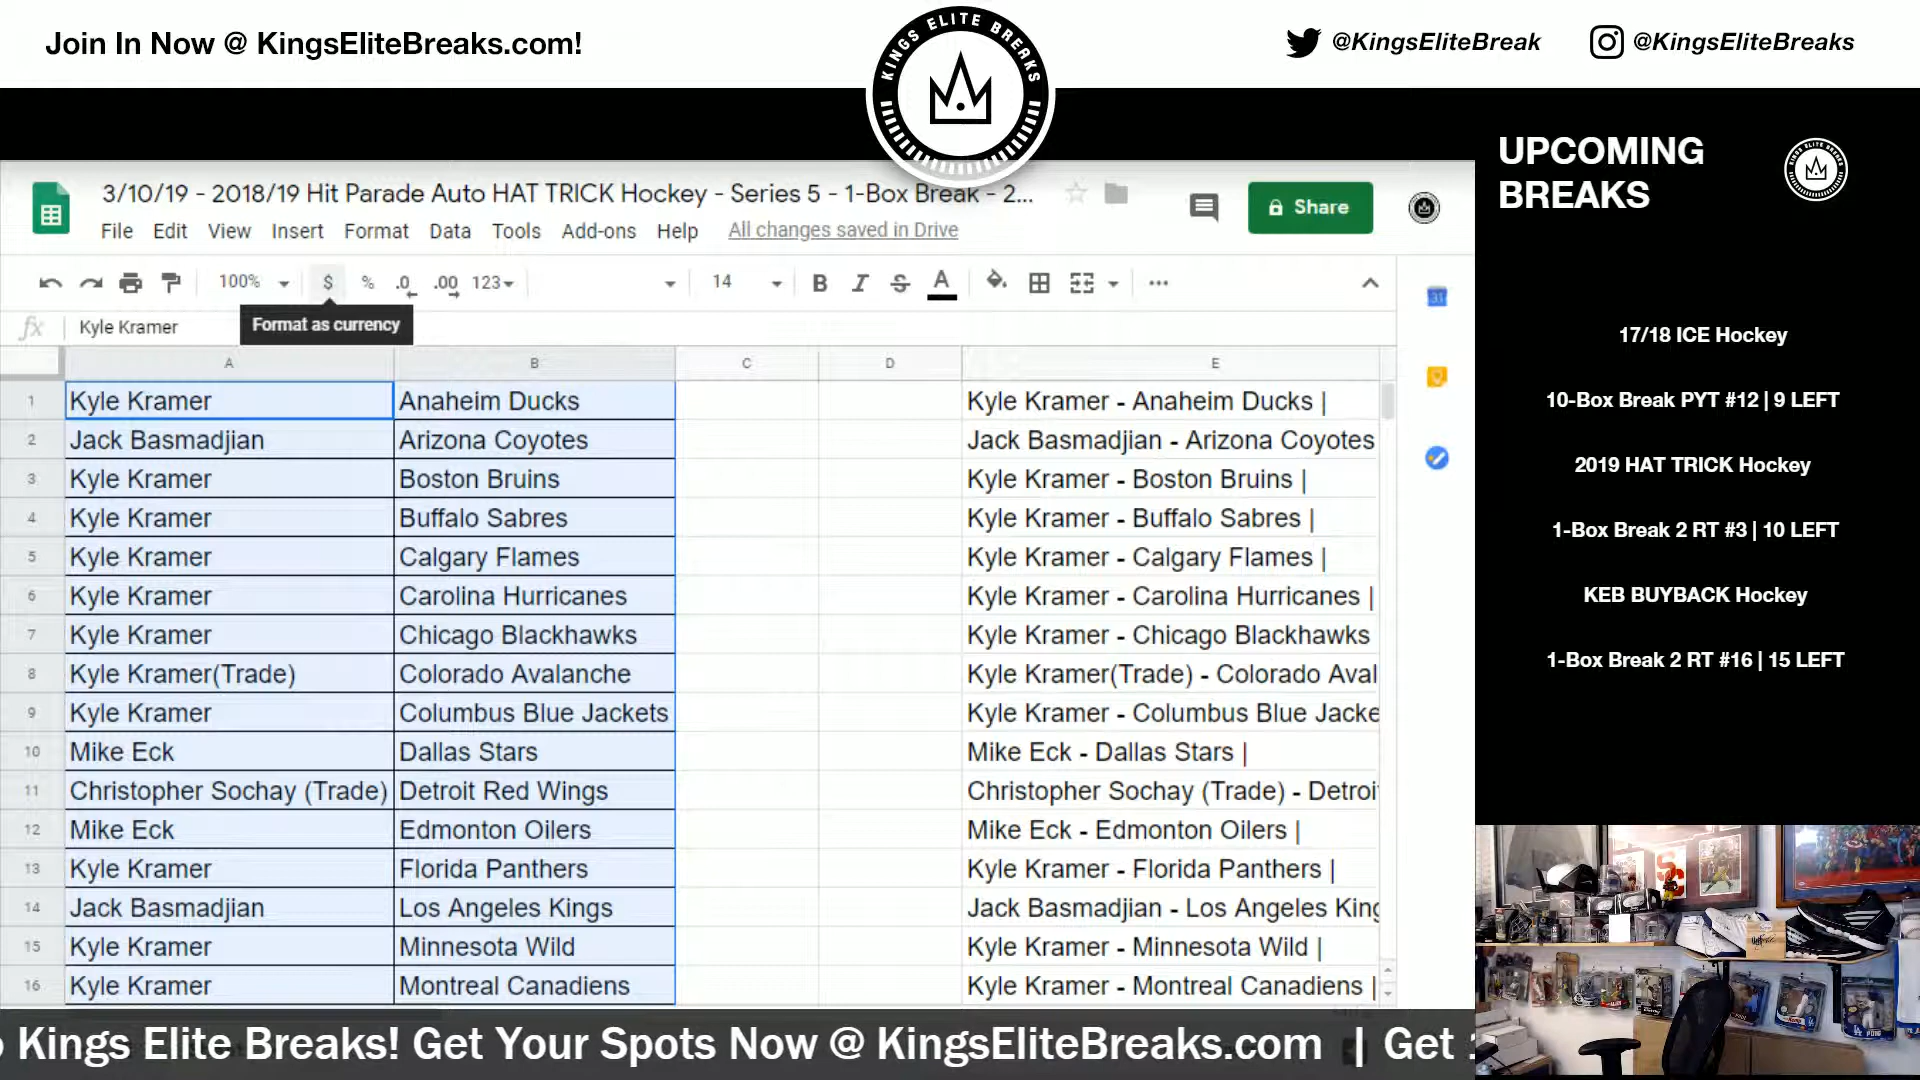 Join In Now @ KingsEliteBreaks.com!
KINGS ELITE BREAKS
@KingsEliteBreak
@KingsEliteBreaks
UPCOMING
BREAKS
3/10/19 - 2018/19 Hit Parade Auto HAT TRICK Hockey - Series 5 - 1-Box Break - 2...
Share
File Edit View Insert Format Data Tools Add-ons Help All changes saved in Drive
100% $ % .0 .00 123 14 B I S A
fx Kyle Kramer
Format as currency
A B C D E
1 Kyle Kramer Anaheim Ducks Kyle Kramer - Anaheim Ducks |
2 Jack Basmadjian Arizona Coyotes Jack Basmadjian - Arizona Coyotes
3 Kyle Kramer Boston Bruins Kyle Kramer - Boston Bruins |
4 Kyle Kramer Buffalo Sabres Kyle Kramer - Buffalo Sabres |
5 Kyle Kramer Calgary Flames Kyle Kramer - Calgary Flames |
6 Kyle Kramer Carolina Hurricanes Kyle Kramer - Carolina Hurricanes |
7 Kyle Kramer Chicago Blackhawks Kyle Kramer - Chicago Blackhawks
8 Kyle Kramer(Trade) Colorado Avalanche Kyle Kramer(Trade) - Colorado Aval
9 Kyle Kramer Columbus Blue Jackets Kyle Kramer - Columbus Blue Jacke
10 Mike Eck Dallas Stars Mike Eck - Dallas Stars |
11 Christopher Sochay (Trade) Detroit Red Wings Christopher Sochay (Trade) - Detroi
12 Mike Eck Edmonton Oilers Mike Eck - Edmonton Oilers |
13 Kyle Kramer Florida Panthers Kyle Kramer - Florida Panthers |
14 Jack Basmadjian Los Angeles Kings Jack Basmadjian - Los Angeles King
15 Kyle Kramer Minnesota Wild Kyle Kramer - Minnesota Wild |
16 Kyle Kramer Montreal Canadiens Kyle Kramer - Montreal Canadiens |
17/18 ICE Hockey
10-Box Break PYT #12 | 9 LEFT
2019 HAT TRICK Hockey
1-Box Break 2 RT #3 | 10 LEFT
KEB BUYBACK Hockey
1-Box Break 2 RT #16 | 15 LEFT
Kings Elite Breaks! Get Your Spots Now @ KingsEliteBreaks.com | Get